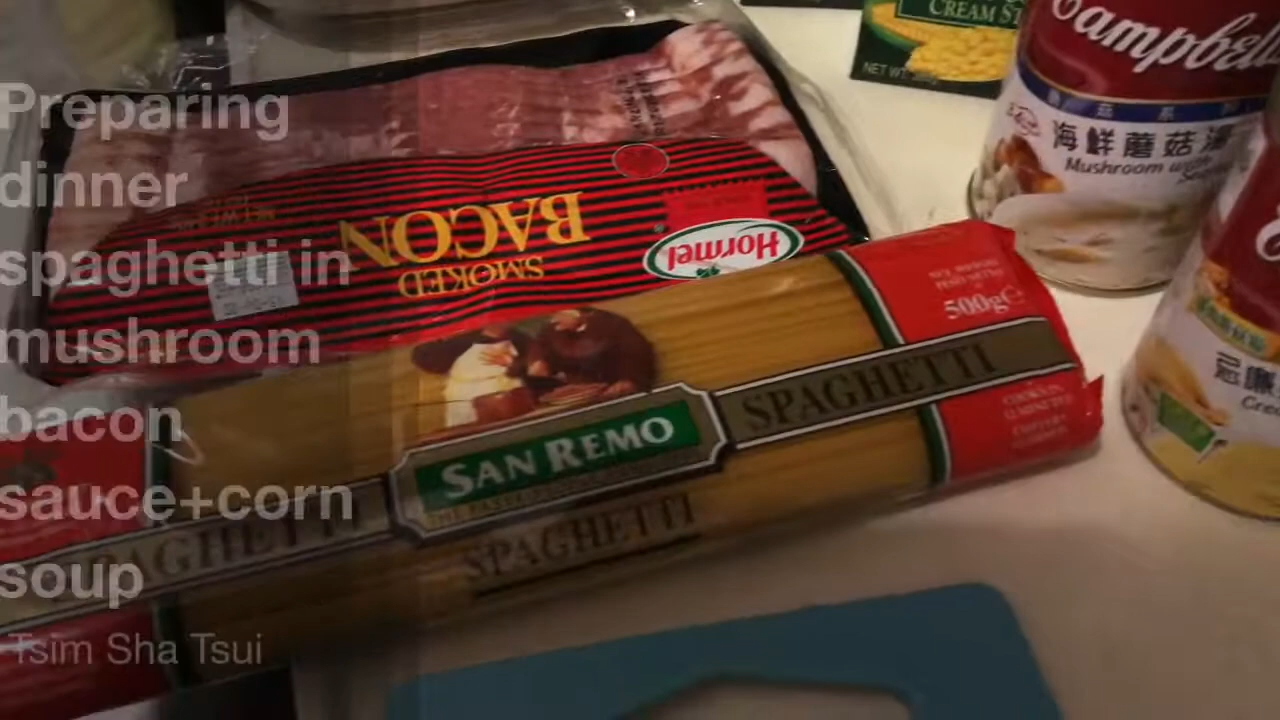 CREAM ST
NET WT.
Campbell
海鮮蘑菇湯
Mushroom with
Preparing
dinner
spaghetti in
mushroom
bacon
sauce+corn
soup
Tsim Sha Tsui
Hormel
SMOKED
BACON
500g
SPAGHETTI
SAN REMO
SPAGHETTI
SPAGHETTI